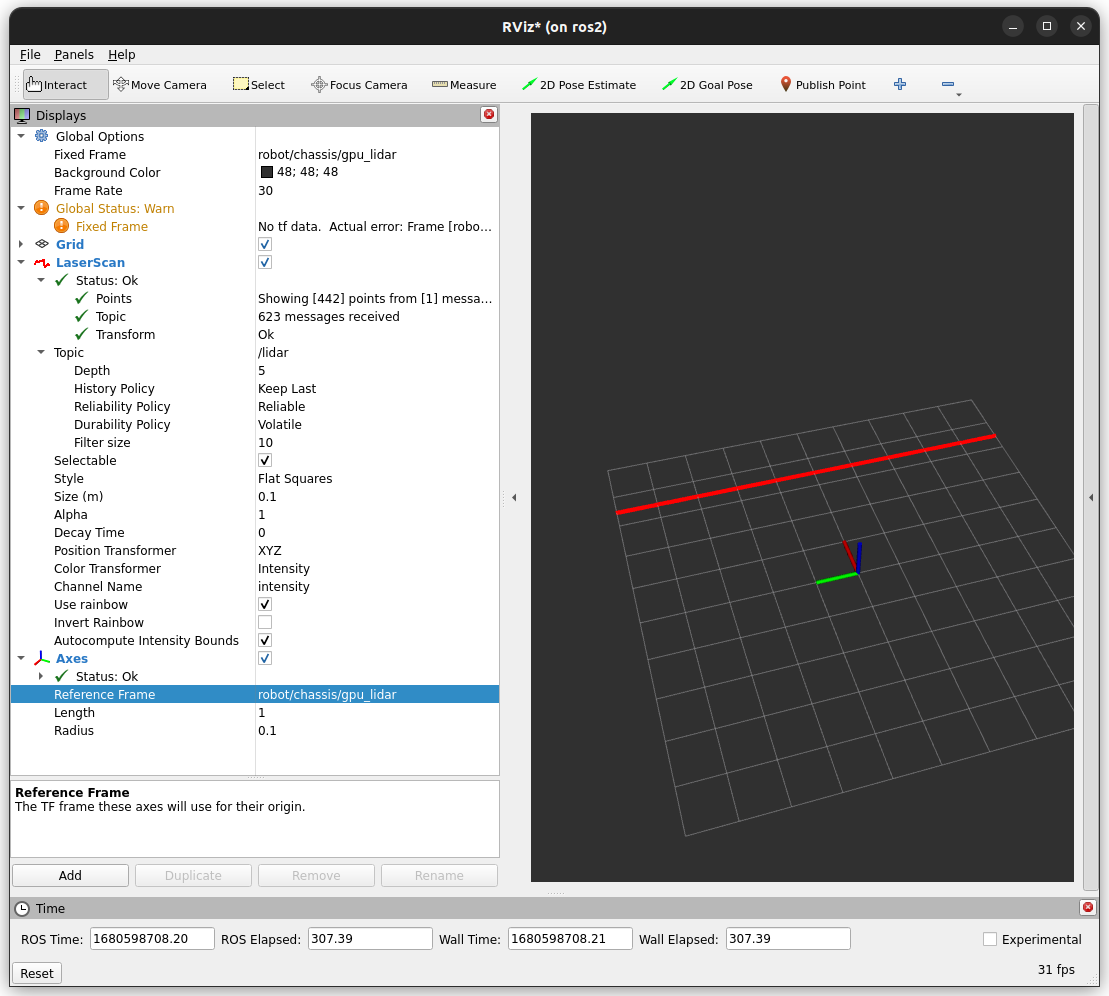 RViz* (on ros2)
File Panels Help
Interact Move Camera Select Focus Camera Measure 2D Pose Estimate 2D Goal Pose Publish Point
Displays
Global Options
Fixed Frame robot/chassis/gpu_lidar
Background Color 48; 48; 48
Frame Rate 30
Global Status: Warn
Fixed Frame No tf data. Actual error: Frame [robo...
Grid
LaserScan
Status: Ok
Points Showing [442] points from [1] messa...
Topic 623 messages received
Transform Ok
Topic /lidar
Depth 5
History Policy Keep Last
Reliability Policy Reliable
Durability Policy Volatile
Filter size 10
Selectable
Style Flat Squares
Size (m) 0.1
Alpha 1
Decay Time 0
Position Transformer XYZ
Color Transformer Intensity
Channel Name intensity
Use rainbow
Invert Rainbow
Autocompute Intensity Bounds
Axes
Status: Ok
Reference Frame robot/chassis/gpu_lidar
Length 1
Radius 0.1
Reference Frame
The TF frame these axes will use for their origin.
Add Duplicate Remove Rename
Time
ROS Time: 1680598708.20 ROS Elapsed: 307.39 Wall Time: 1680598708.21 Wall Elapsed: 307.39 Experimental
Reset 31 fps